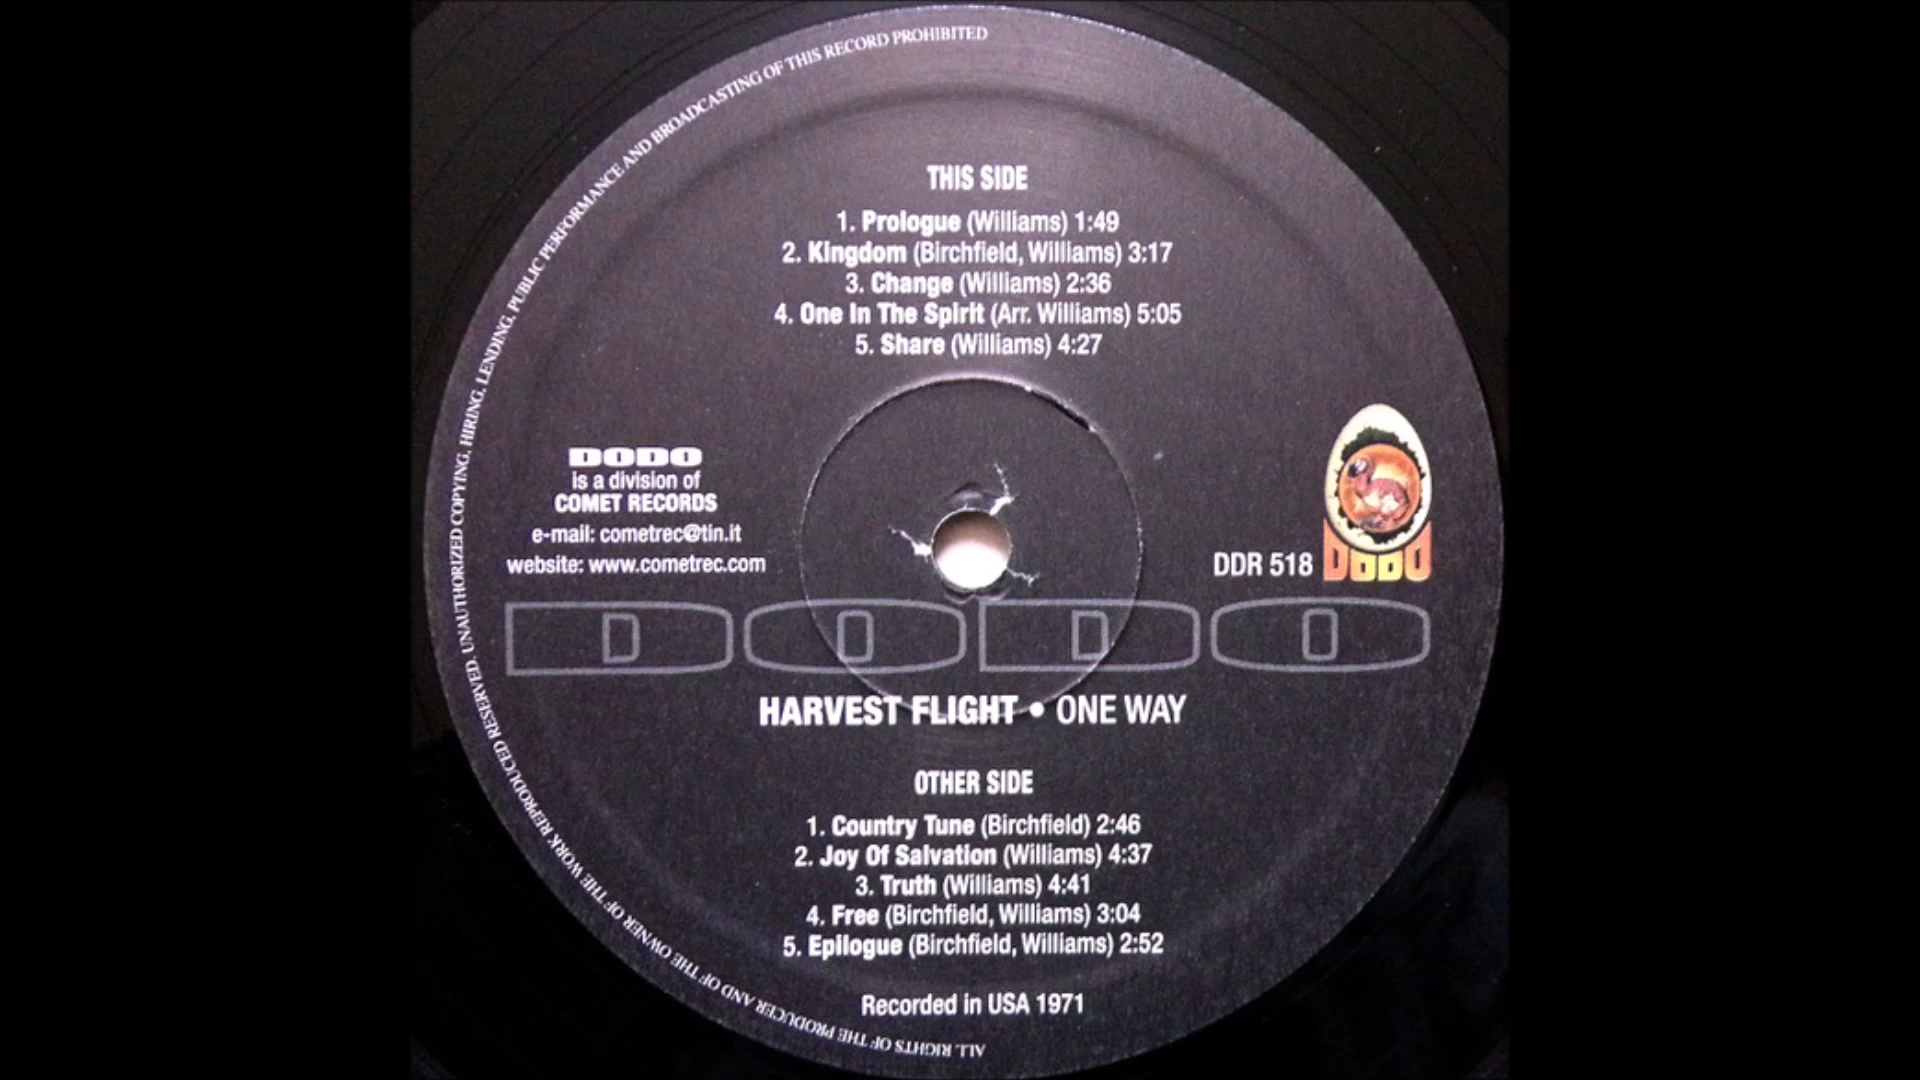 ALL RIGHTS OF THE PRODUCER AND OF THE OWNER OF THE WORK REPRODUCED RESERVED. UNAUTHORIZED COPYING, HIRING, LENDING, PUBLIC PERFORMANCE AND BROADCASTING OF THIS RECORD PROHIBITED
THIS SIDE
1. Prologue (Williams) 1:49
2. Kingdom (Birchfield, Williams) 3:17
3. Change (Williams) 2:36
4. One In The Spirit (Arr. Williams) 5:05
5. Share (Williams) 4:27
DODO
is a division of
COMET RECORDS
e-mail: cometrec@tin.it
website: www.cometrec.com
DDR 518
DODO
DODO
HARVEST FLIGHT • ONE WAY
OTHER SIDE
1. Country Tune (Birchfield) 2:46
2. Joy Of Salvation (Williams) 4:37
3. Truth (Williams) 4:41
4. Free (Birchfield, Williams) 3:04
5. Epilogue (Birchfield, Williams) 2:52
Recorded in USA 1971